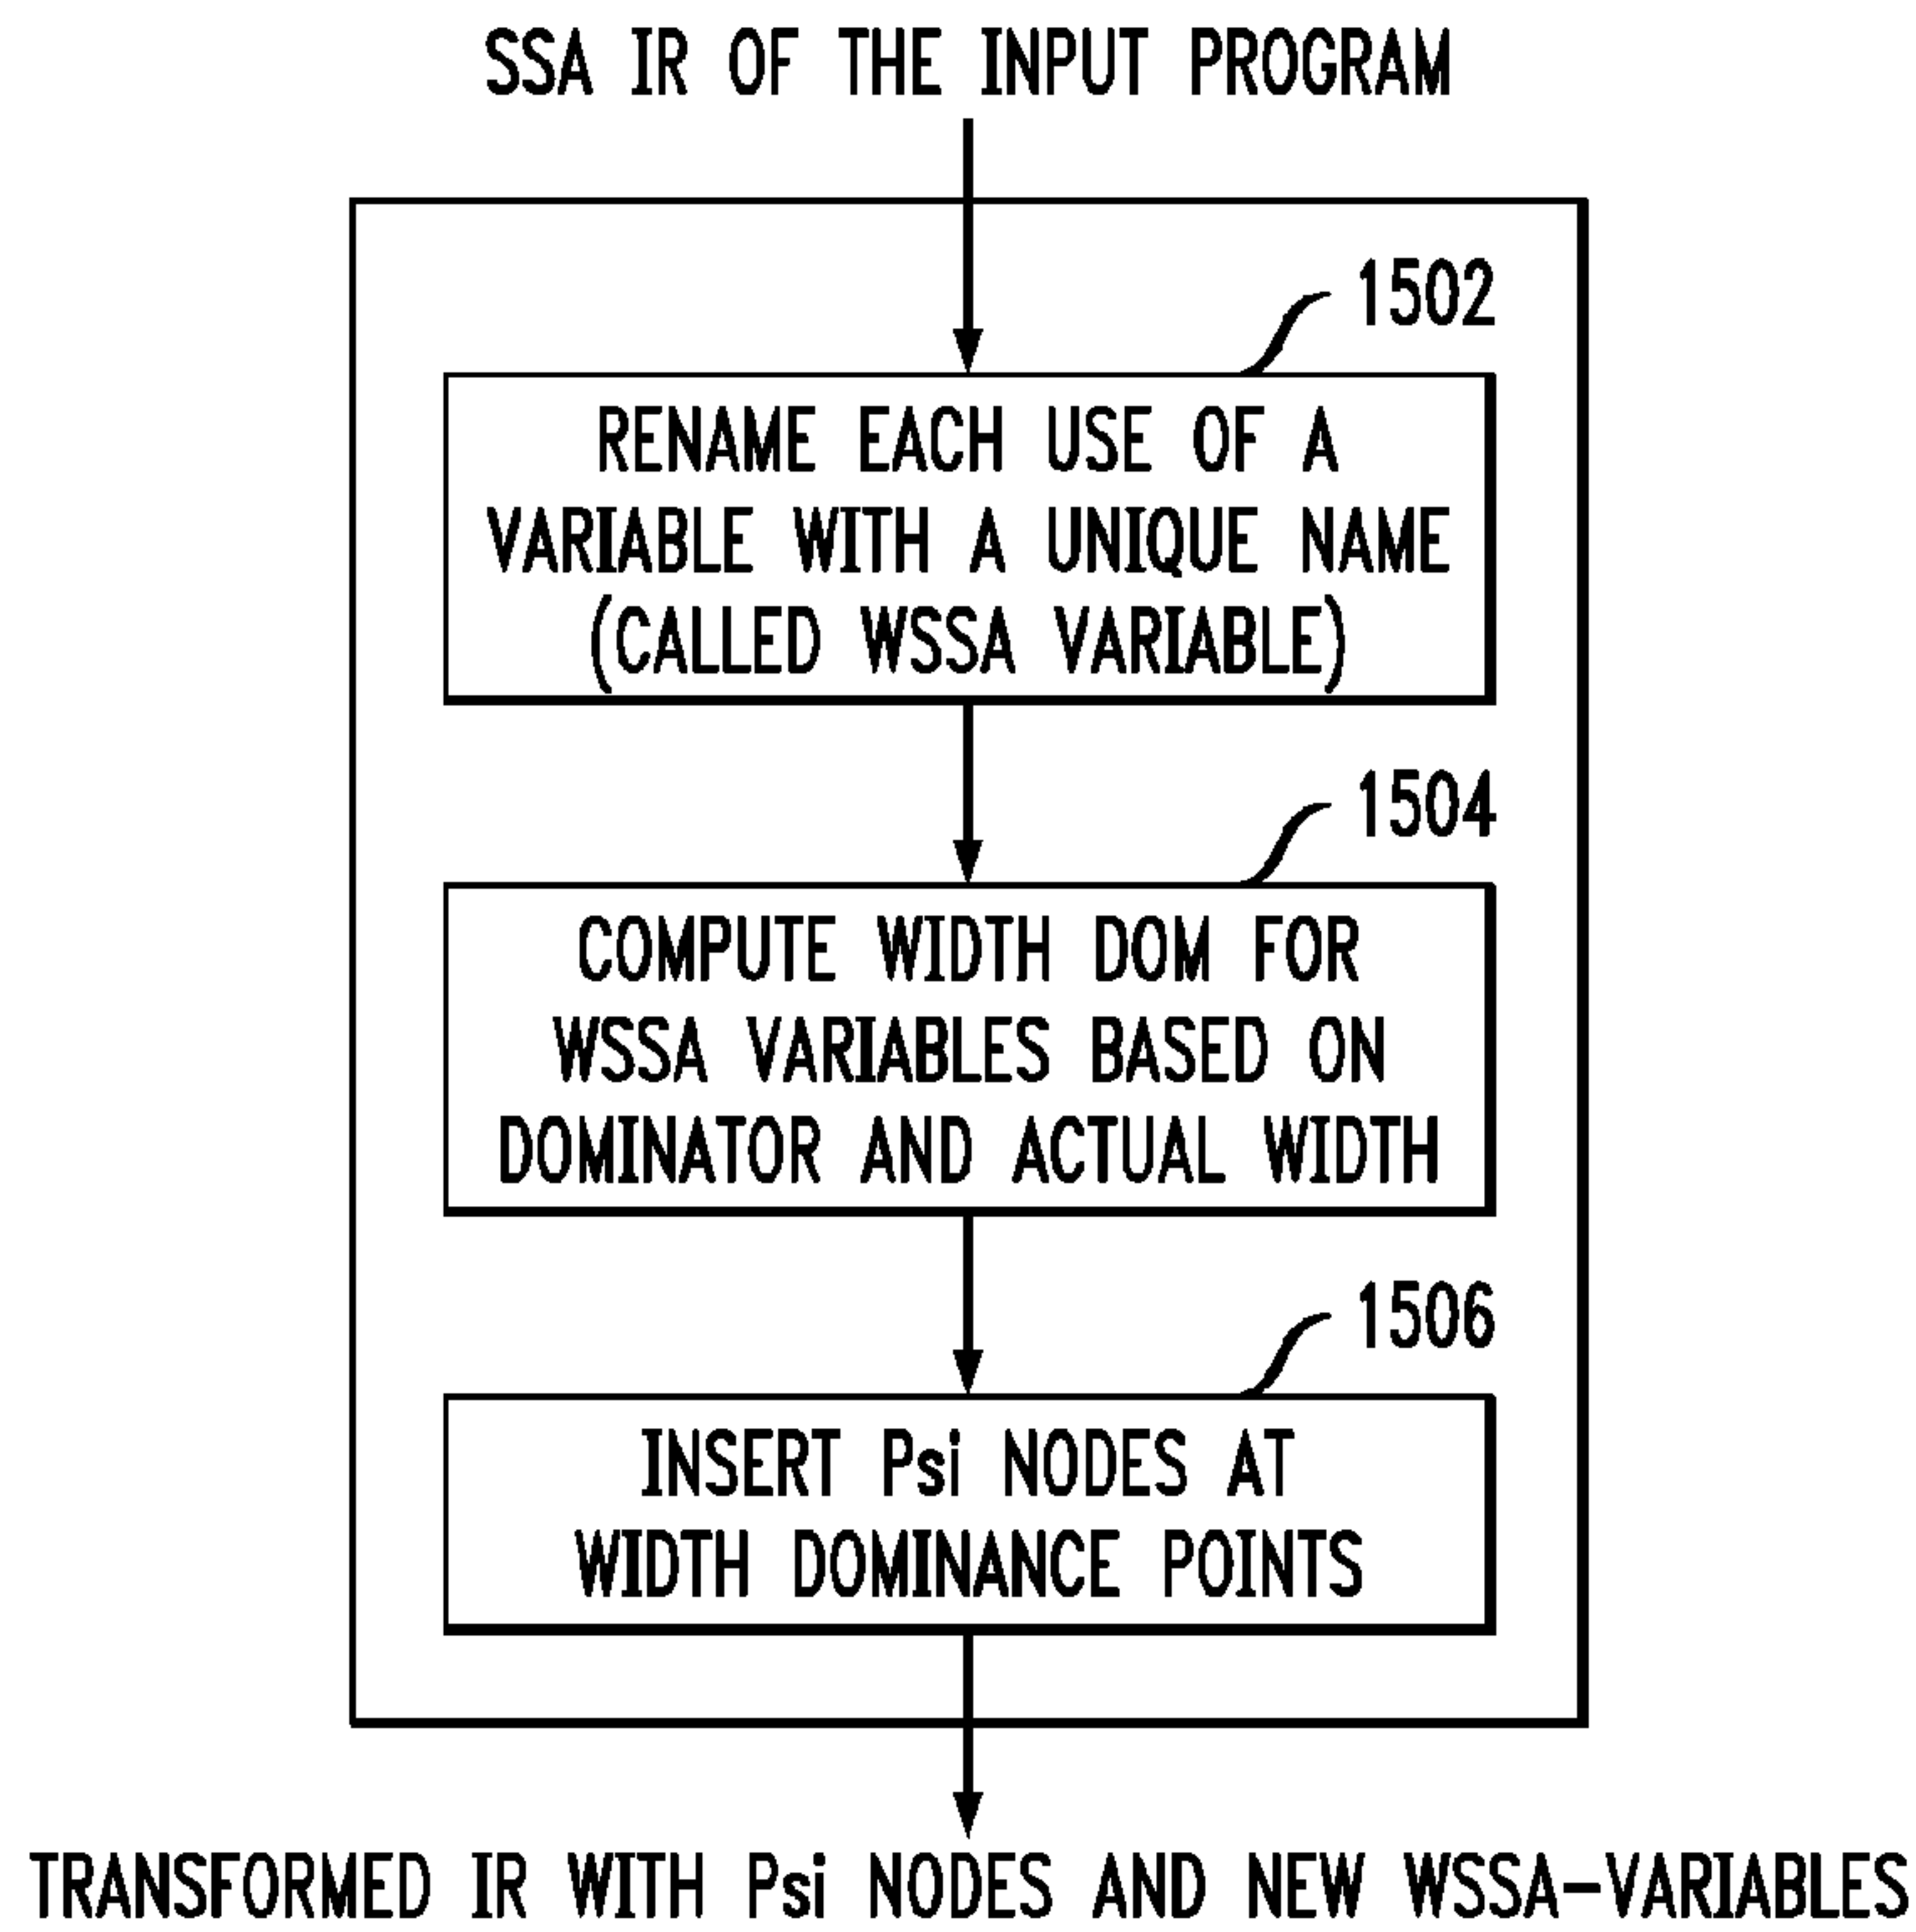 SSA IR OF THE INPUT PROGRAM
1502
RENAME EACH USE OF A
VARIABLE WITH A UNIQUE NAME
(CALLED WSSA VARIABLE)
1504
COMPUTE WIDTH DOM FOR
WSSA VARIABLES BASED ON
DOMINATOR AND ACTUAL WIDTH
1506
INSERT Psi NODES AT
WIDTH DOMINANCE POINTS
TRANSFORMED IR WITH Psi NODES AND NEW WSSA-VARIABLES